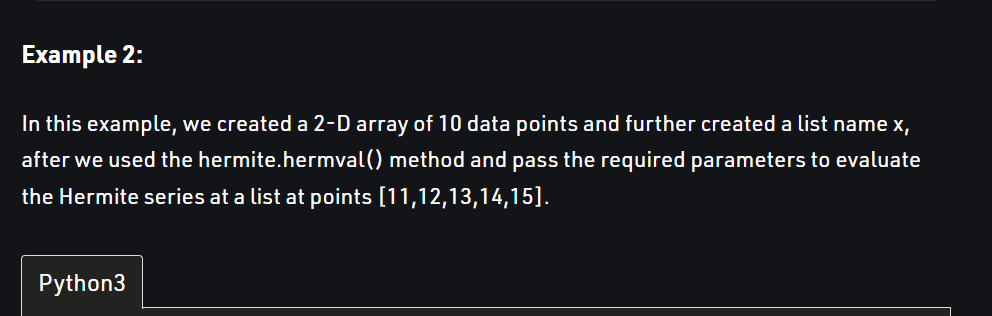 Example 2:
In this example, we created a 2-D array of 10 data points and further created a list name x,
after we used the hermite.hermval() method and pass the required parameters to evaluate
the Hermite series at a list at points [11,12,13,14,15].
Python3